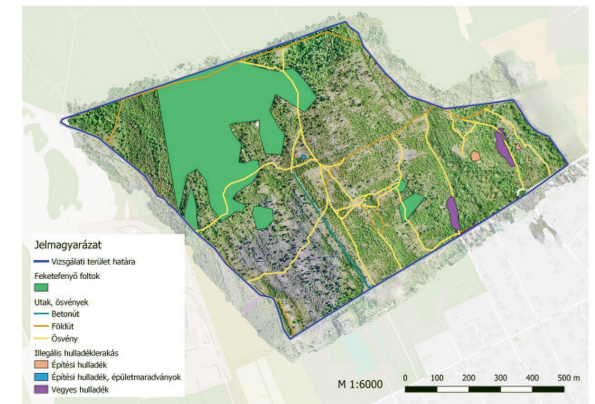 Jelmagyarázat
Vizsgálati terület határa
Feketefenyő foltok
Utak, ösvények
Betonút
Földút
Ösvény
Illegális hulladéklerakás
Építési hulladék
Építési hulladék, épületmaradványok
Vegyes hulladék
M 1:6000
0 100 200 300 400 500 m